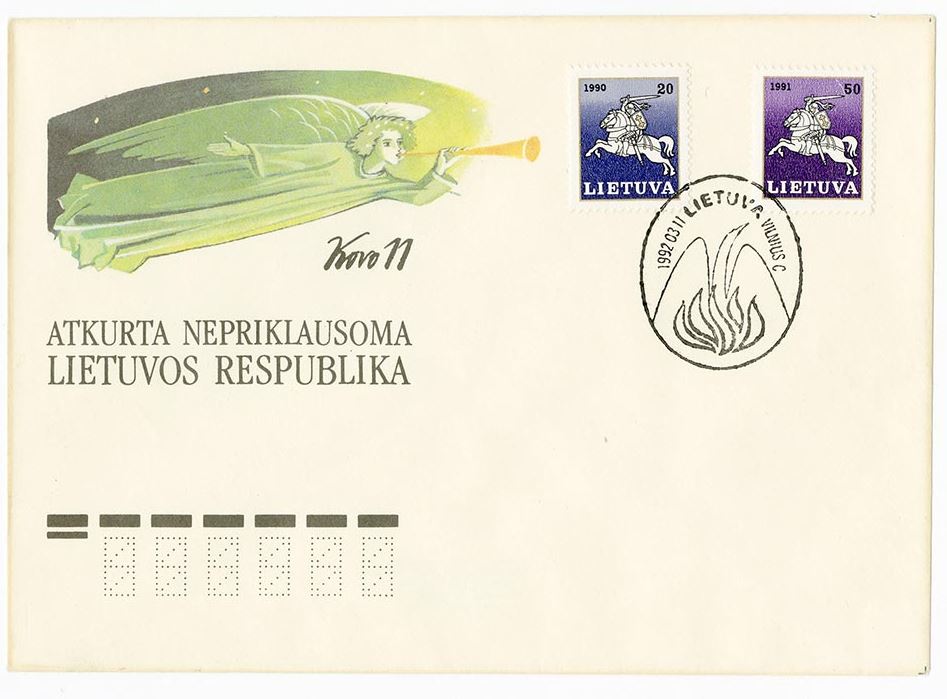 1990 20
LIETUVA
1991 50
LIETUVA
Kovo 11
ATKURTA NEPRIKLAUSOMA
LIETUVOS RESPUBLIKA
1992 03 11 LIETUVA VILNIUS C